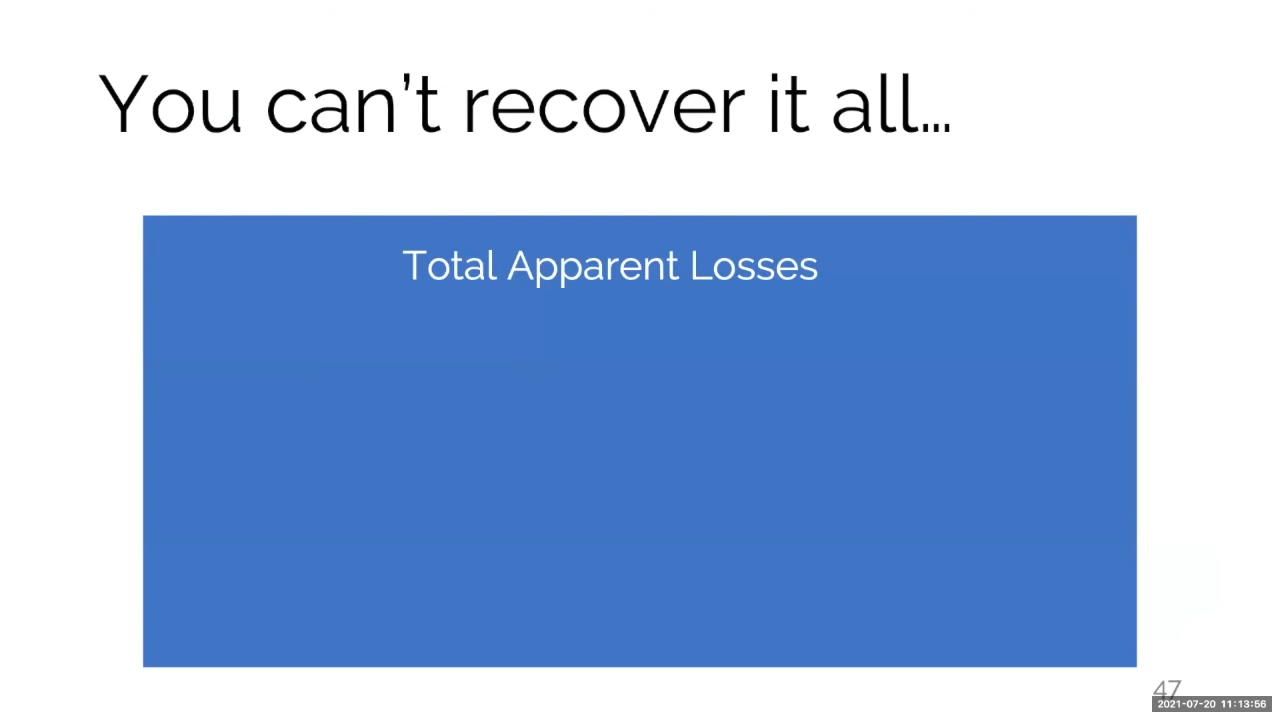 You can’t recover it all…
Total Apparent Losses
47
2021-07-20 11:13:56